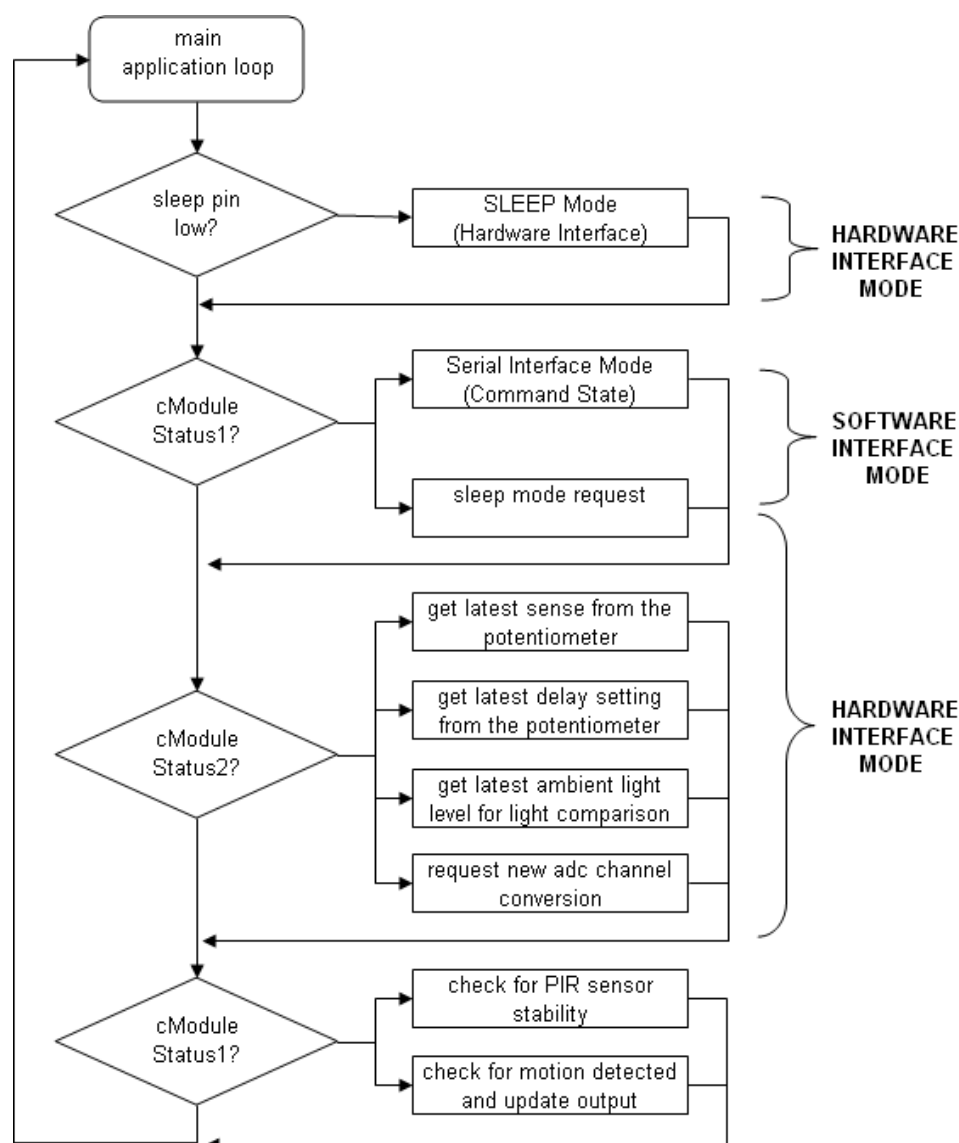 main
application loop
sleep pin
low?
SLEEP Mode
(Hardware Interface)
HARDWARE
INTERFACE
MODE
cModule
Status1?
Serial Interface Mode
(Command State)
sleep mode request
SOFTWARE
INTERFACE
MODE
cModule
Status2?
get latest sense from the
potentiometer
get latest delay setting
from the potentiometer
get latest ambient light
level for light comparison
request new adc channel
conversion
HARDWARE
INTERFACE
MODE
cModule
Status1?
check for PIR sensor
stability
check for motion detected
and update output